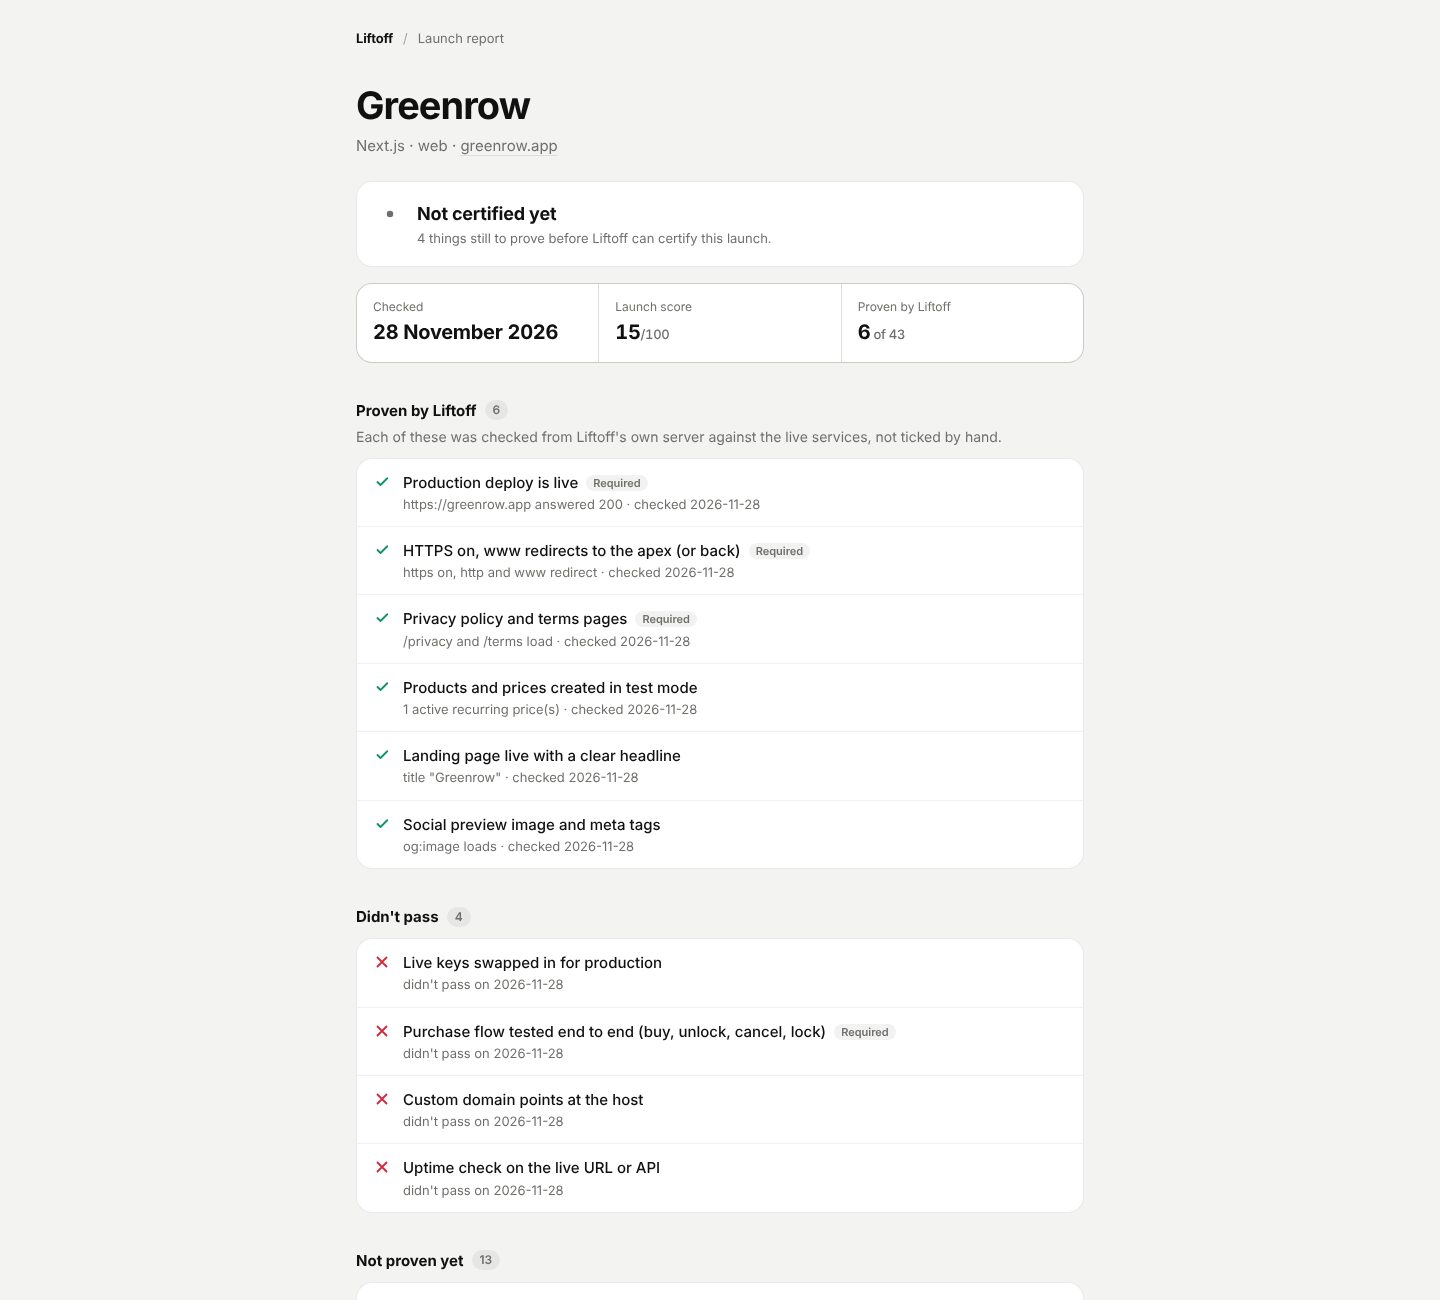 Liftoff / Launch report
Greenrow
Next.js · web · greenrow.app
Not certified yet
4 things still to prove before Liftoff can certify this launch.
Checked
28 November 2026
Launch score
15/100
Proven by Liftoff
6 of 43
Proven by Liftoff 6
Each of these was checked from Liftoff's own server against the live services, not ticked by hand.
Production deploy is live Required
https://greenrow.app answered 200 · checked 2026-11-28
HTTPS on, www redirects to the apex (or back) Required
https on, http and www redirect · checked 2026-11-28
Privacy policy and terms pages Required
/privacy and /terms load · checked 2026-11-28
Products and prices created in test mode
1 active recurring price(s) · checked 2026-11-28
Landing page live with a clear headline
title "Greenrow" · checked 2026-11-28
Social preview image and meta tags
og:image loads · checked 2026-11-28
Didn't pass 4
Live keys swapped in for production
didn't pass on 2026-11-28
Purchase flow tested end to end (buy, unlock, cancel, lock) Required
didn't pass on 2026-11-28
Custom domain points at the host
didn't pass on 2026-11-28
Uptime check on the live URL or API
didn't pass on 2026-11-28
Not proven yet 13